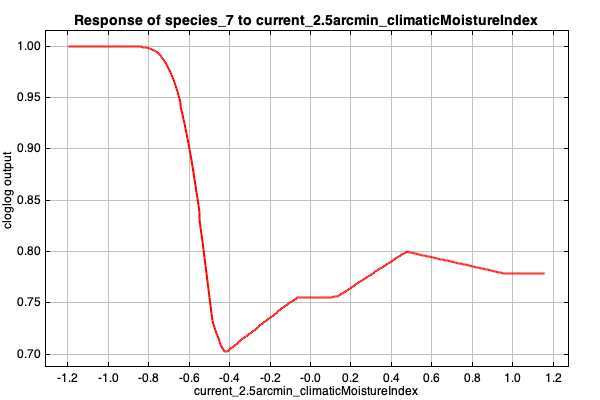 Response of species_7 to current_2.5arcmin_climaticMoistureIndex
1.00
0.95
0.90
0.85
0.80
0.75
0.70
cloglog output
-1.2 -1.0 -0.8 -0.6 -0.4 -0.2 -0.0 0.2 0.4 0.6 0.8 1.0 1.2
current_2.5arcmin_climaticMoistureIndex